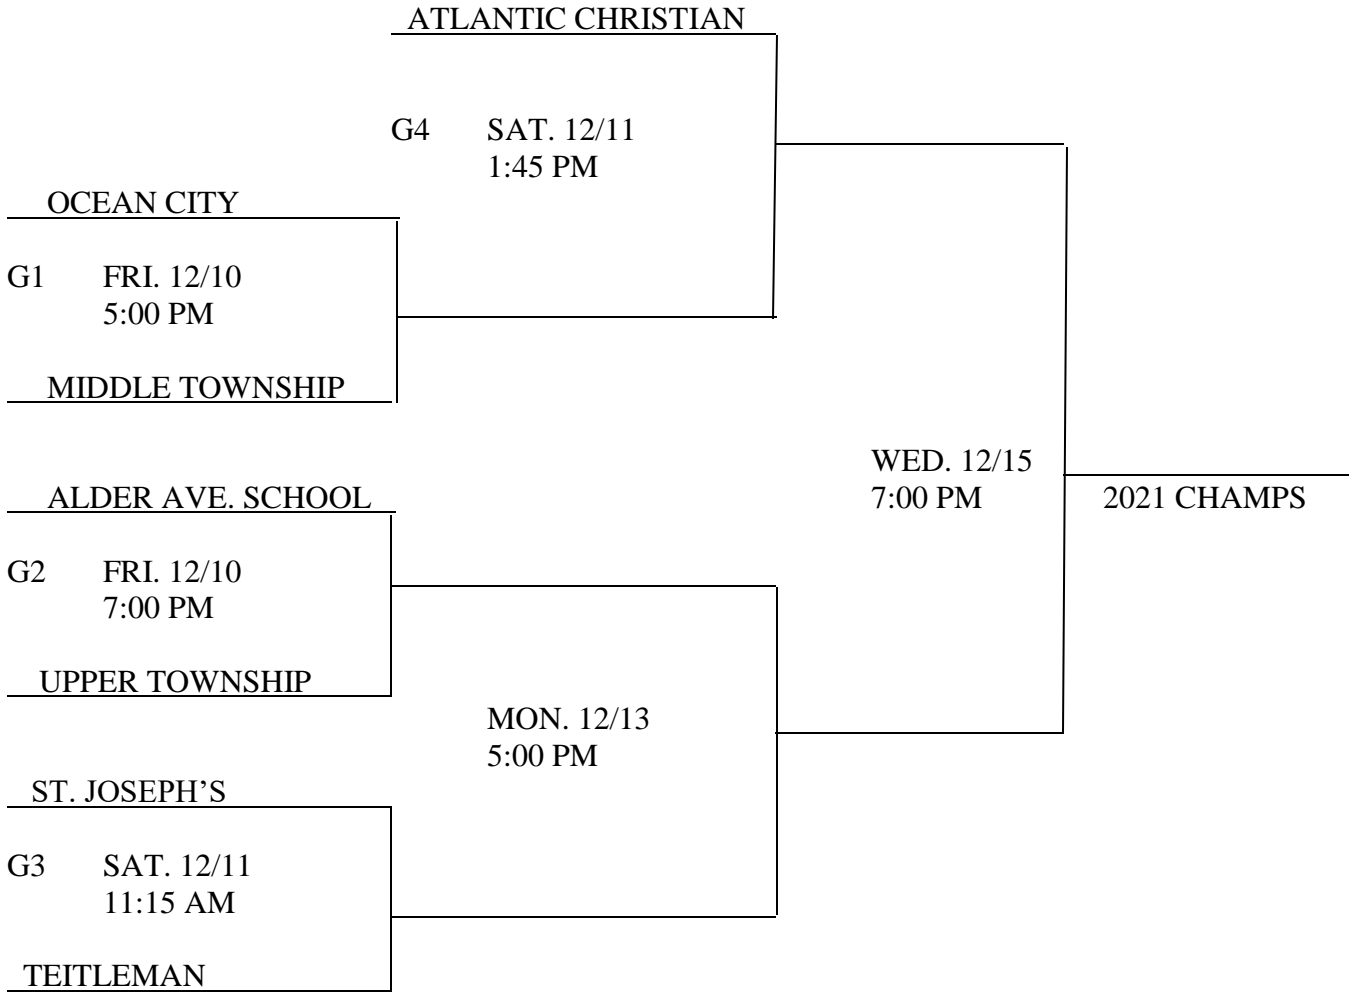 ATLANTIC CHRISTIAN
G4 SAT. 12/11
1:45 PM
OCEAN CITY
G1 FRI. 12/10
5:00 PM
MIDDLE TOWNSHIP
WED. 12/15
7:00 PM
2021 CHAMPS
ALDER AVE. SCHOOL
G2 FRI. 12/10
7:00 PM
UPPER TOWNSHIP
MON. 12/13
5:00 PM
ST. JOSEPH’S
G3 SAT. 12/11
11:15 AM
TEITLEMAN